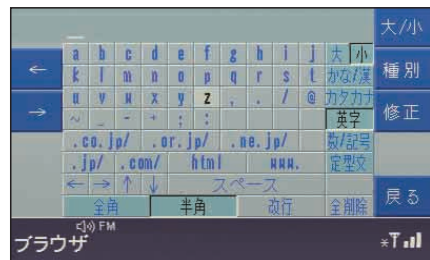 大/小
a b c d e f g h i j 大 小
← k l m n o p q r s t かな/漢 種別
u v w x y z , . / @ カタカナ
→ ~ _ - + ; : 英字 修正
.co.jp/ .or.jp/ .ne.jp/ 数/記号
.jp/ .com/ html www. 定型文
← → ↑ ↓ スペース 戻る
全角 半角 改行 全削除
FM
ブラウザ